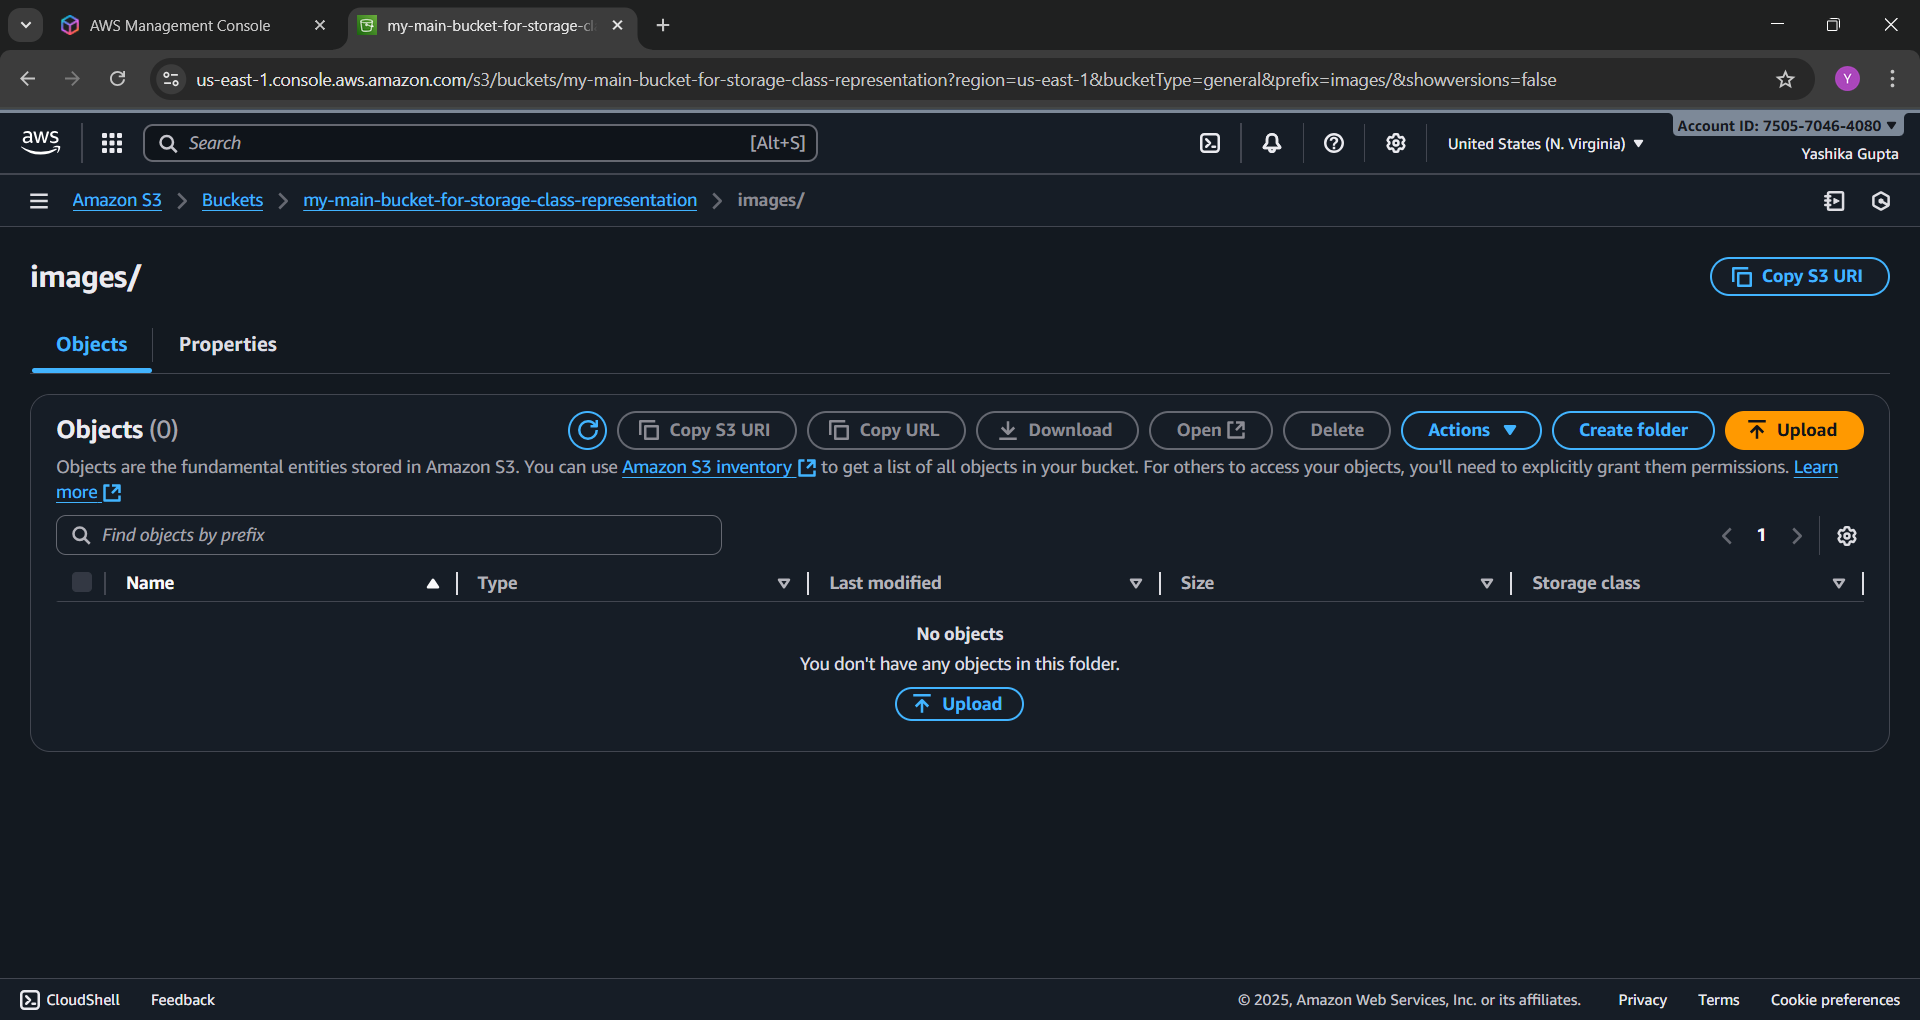 AWS Management Console
my-main-bucket-for-storage-cl
us-east-1.console.aws.amazon.com/s3/buckets/my-main-bucket-for-storage-class-representation?region=us-east-1&bucketType=general&prefix=images/&showversions=false
Y
aws
Search
[Alt+S]
United States (N. Virginia)
Account ID: 7505-7046-4080
Yashika Gupta
Amazon S3
Buckets
my-main-bucket-for-storage-class-representation
images/
images/
Copy S3 URI
Objects
Properties
Objects (0)
Copy S3 URI
Copy URL
Download
Open
Delete
Actions
Create folder
Upload
Objects are the fundamental entities stored in Amazon S3. You can use Amazon S3 inventory to get a list of all objects in your bucket. For others to access your objects, you'll need to explicitly grant them permissions. Learn
more
Find objects by prefix
1
Name
Type
Last modified
Size
Storage class
No objects
You don't have any objects in this folder.
Upload
CloudShell
Feedback
© 2025, Amazon Web Services, Inc. or its affiliates.
Privacy
Terms
Cookie preferences